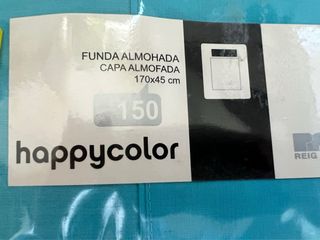 FUNDA ALMOHADA
CAPA ALMOFADA
170x45 cm
150
happycolor
REIG